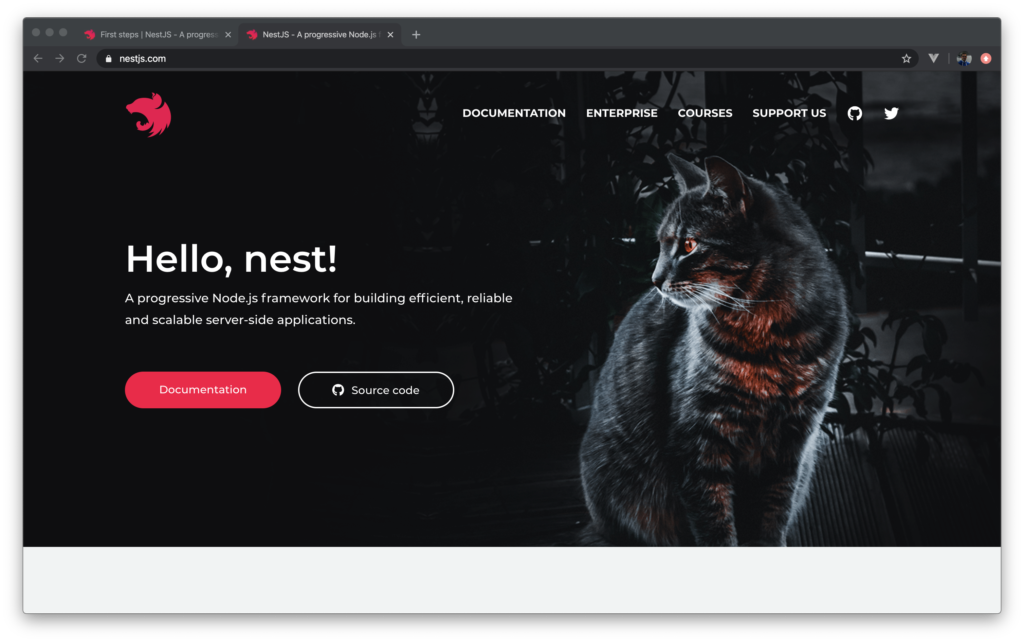 First steps | NestJS - A progress
NestJS - A progressive Node.js f
nestjs.com
DOCUMENTATION ENTERPRISE COURSES SUPPORT US
Hello, nest!
A progressive Node.js framework for building efficient, reliable
and scalable server-side applications.
Documentation
Source code